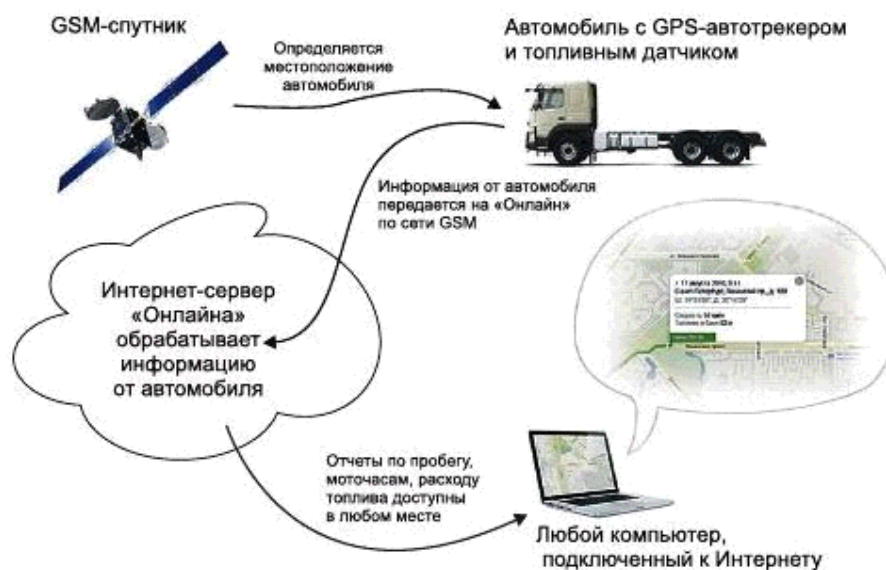 GSM-спутник
Определяется
местоположение
автомобиля
Автомобиль с GPS-автотрекером
и топливным датчиком
Информация от автомобиля
передается на «Онлайн»
по сети GSM
Интернет-сервер
«Онлайна»
обрабатывает
информацию
от автомобиля
Отчеты по пробегу,
моточасам, расходу
топлива доступны
в любом месте
Любой компьютер,
подключенный к Интернету